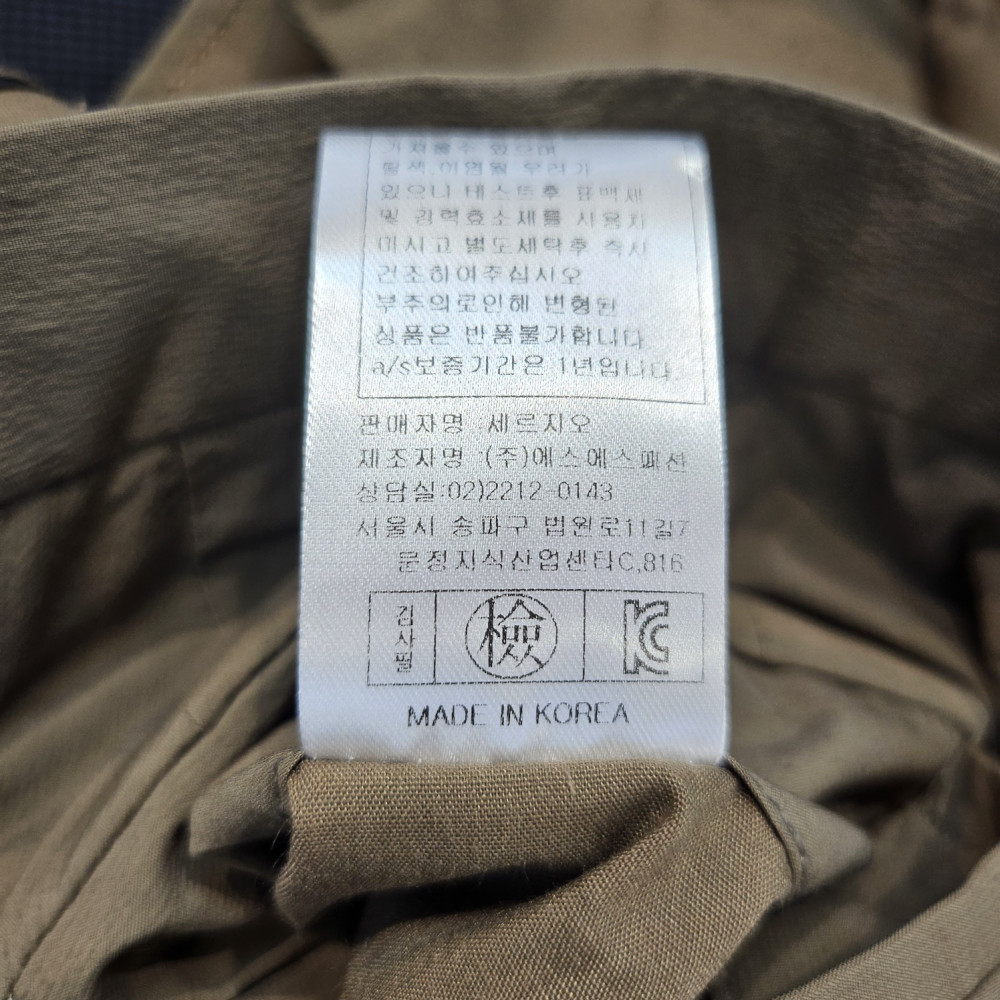 탈색,이염될 우려가
있으니 테스트후 표백제
및 강력효소세를 사용치
마시고 별도세탁후 즉시
건조하여주십시오
부주의로인해 변형된
상품은 반품불가합니다
a/s보증기간은 1년입니다.
판매자명 :세르지오
제조자명 :(주)에스에스패션
상담실:02)2212-0143
서울시 송파구 법원로11길7
문정지식산업센터C,816
검사필 檢 KC
MADE IN KOREA